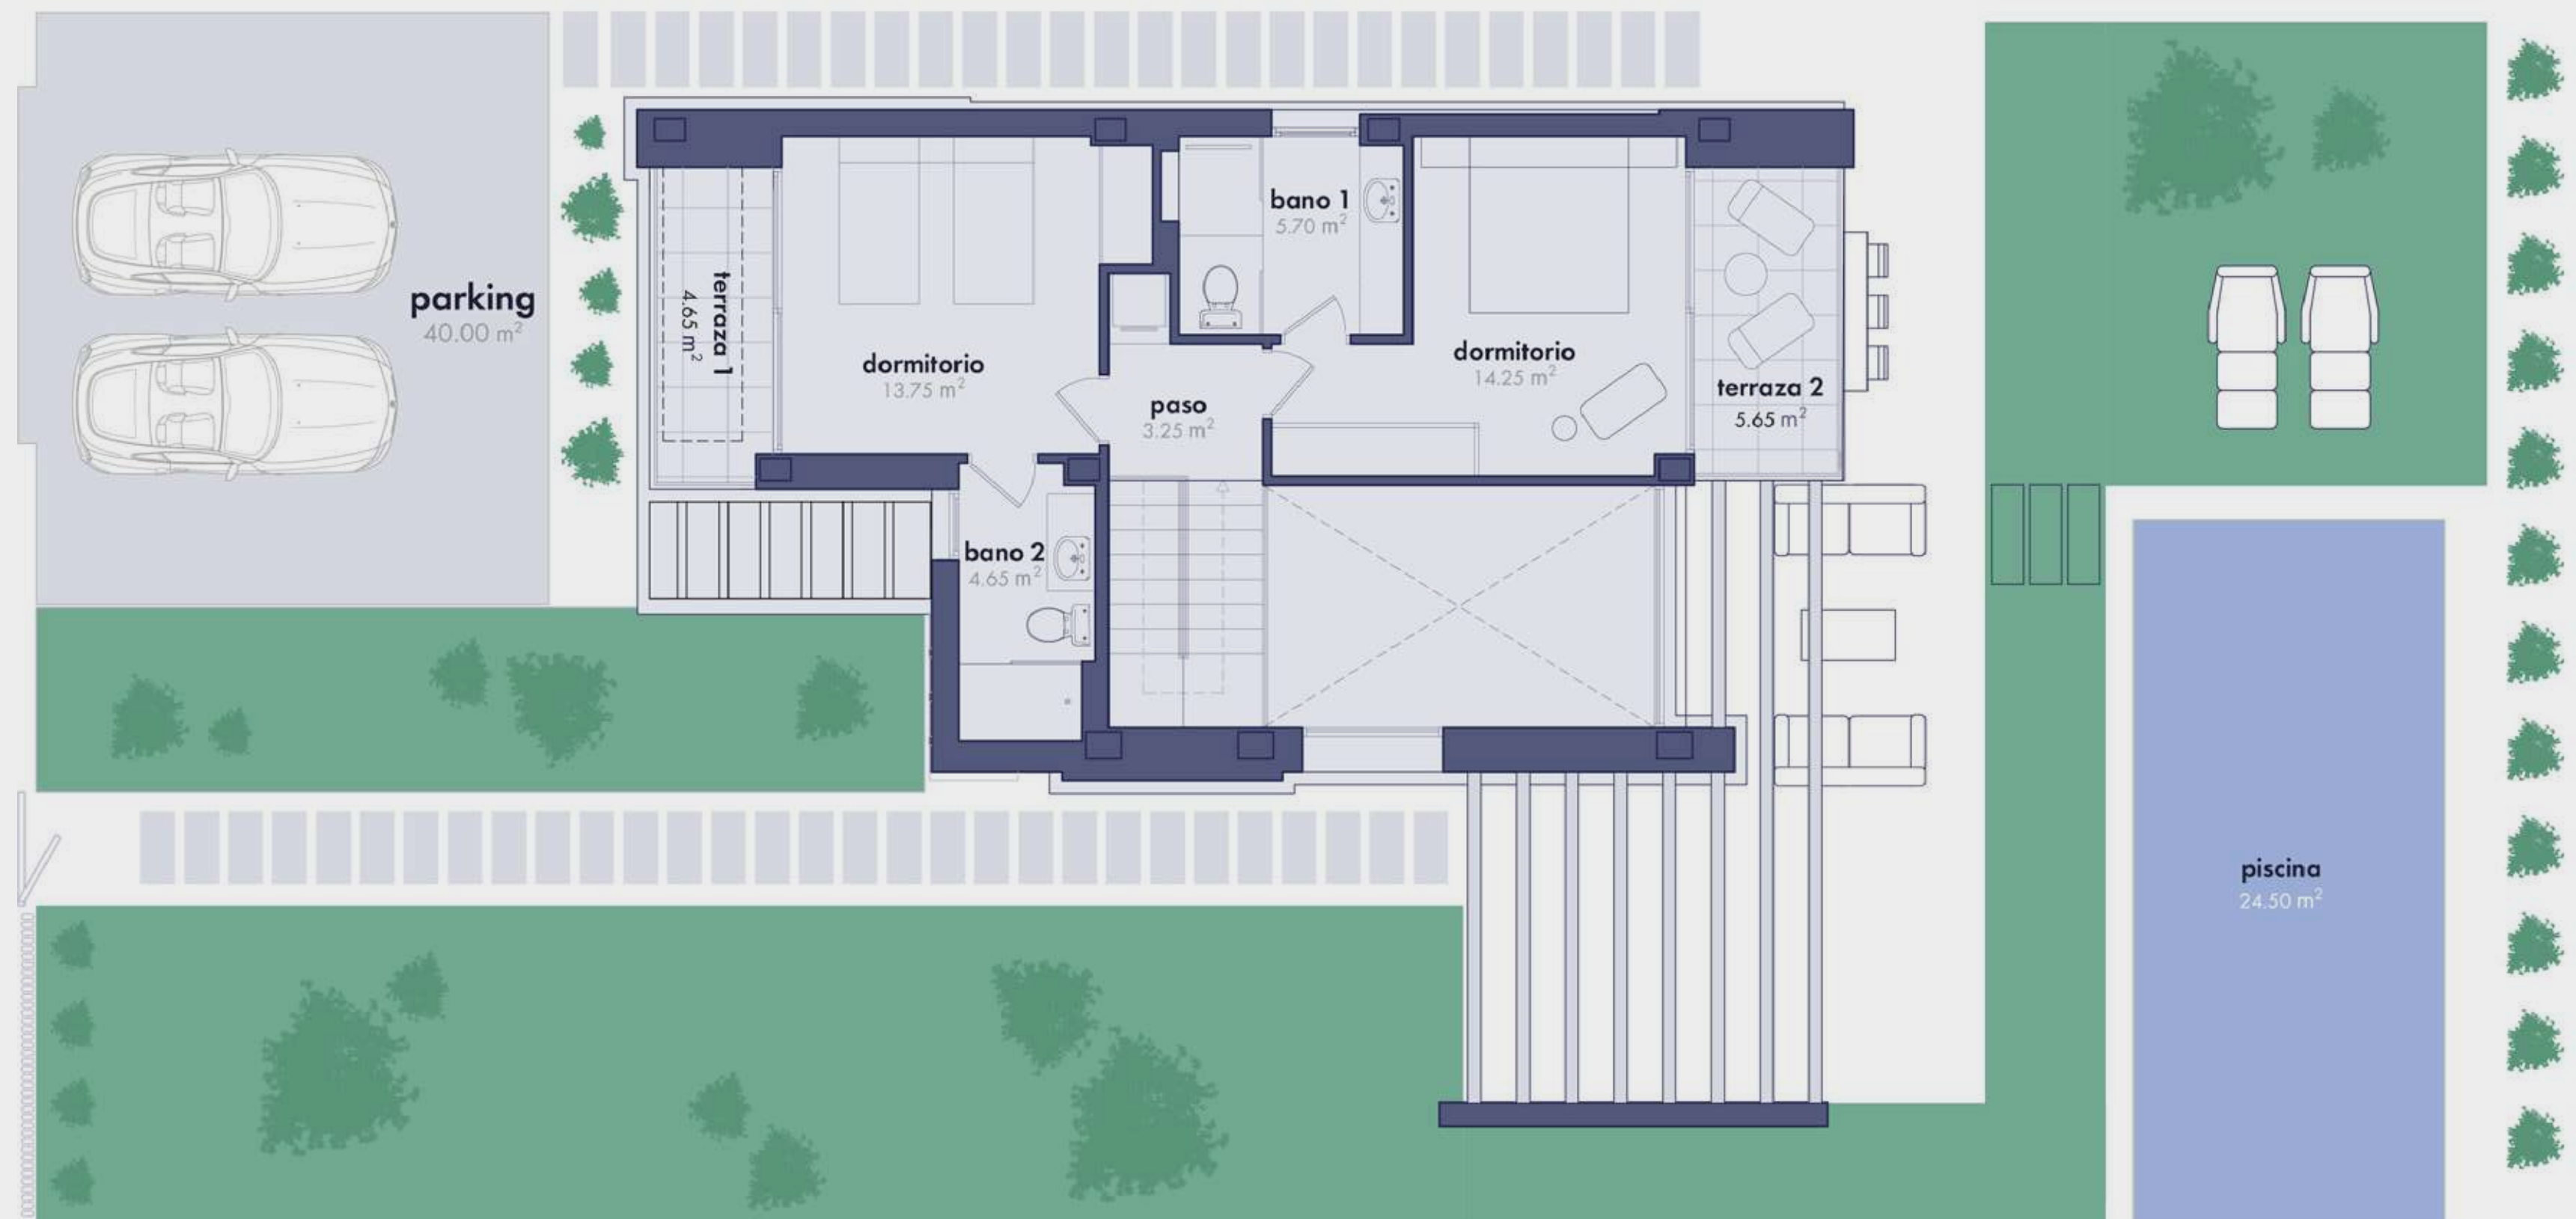 parking
40.00 m²
terraza 1
4.65 m²
dormitorio
13.75 m²
bano 1
5.70 m²
paso
3.25 m²
dormitorio
14.25 m²
terraza 2
5.65 m²
bano 2
4.65 m²
piscina
24.50 m²